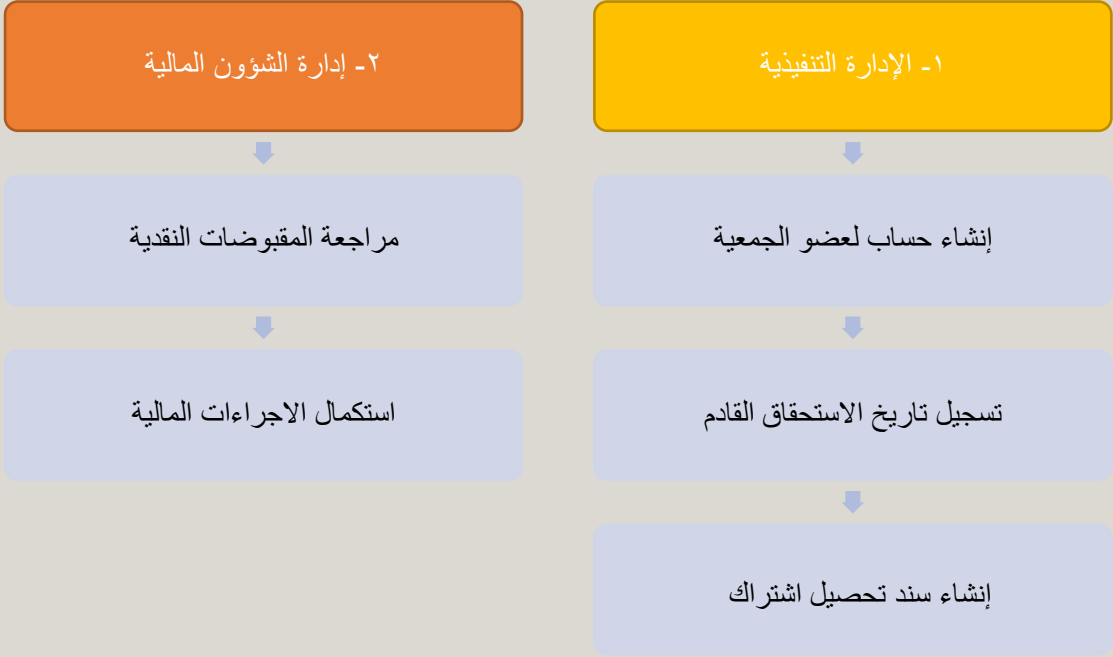 ١- الإدارة التنفيذية
إنشاء حساب لعضو الجمعية
تسجيل تاريخ الاستحقاق القادم
إنشاء سند تحصيل اشتراك
٢- إدارة الشؤون المالية
مراجعة المقبوضات النقدية
استكمال الاجراءات المالية